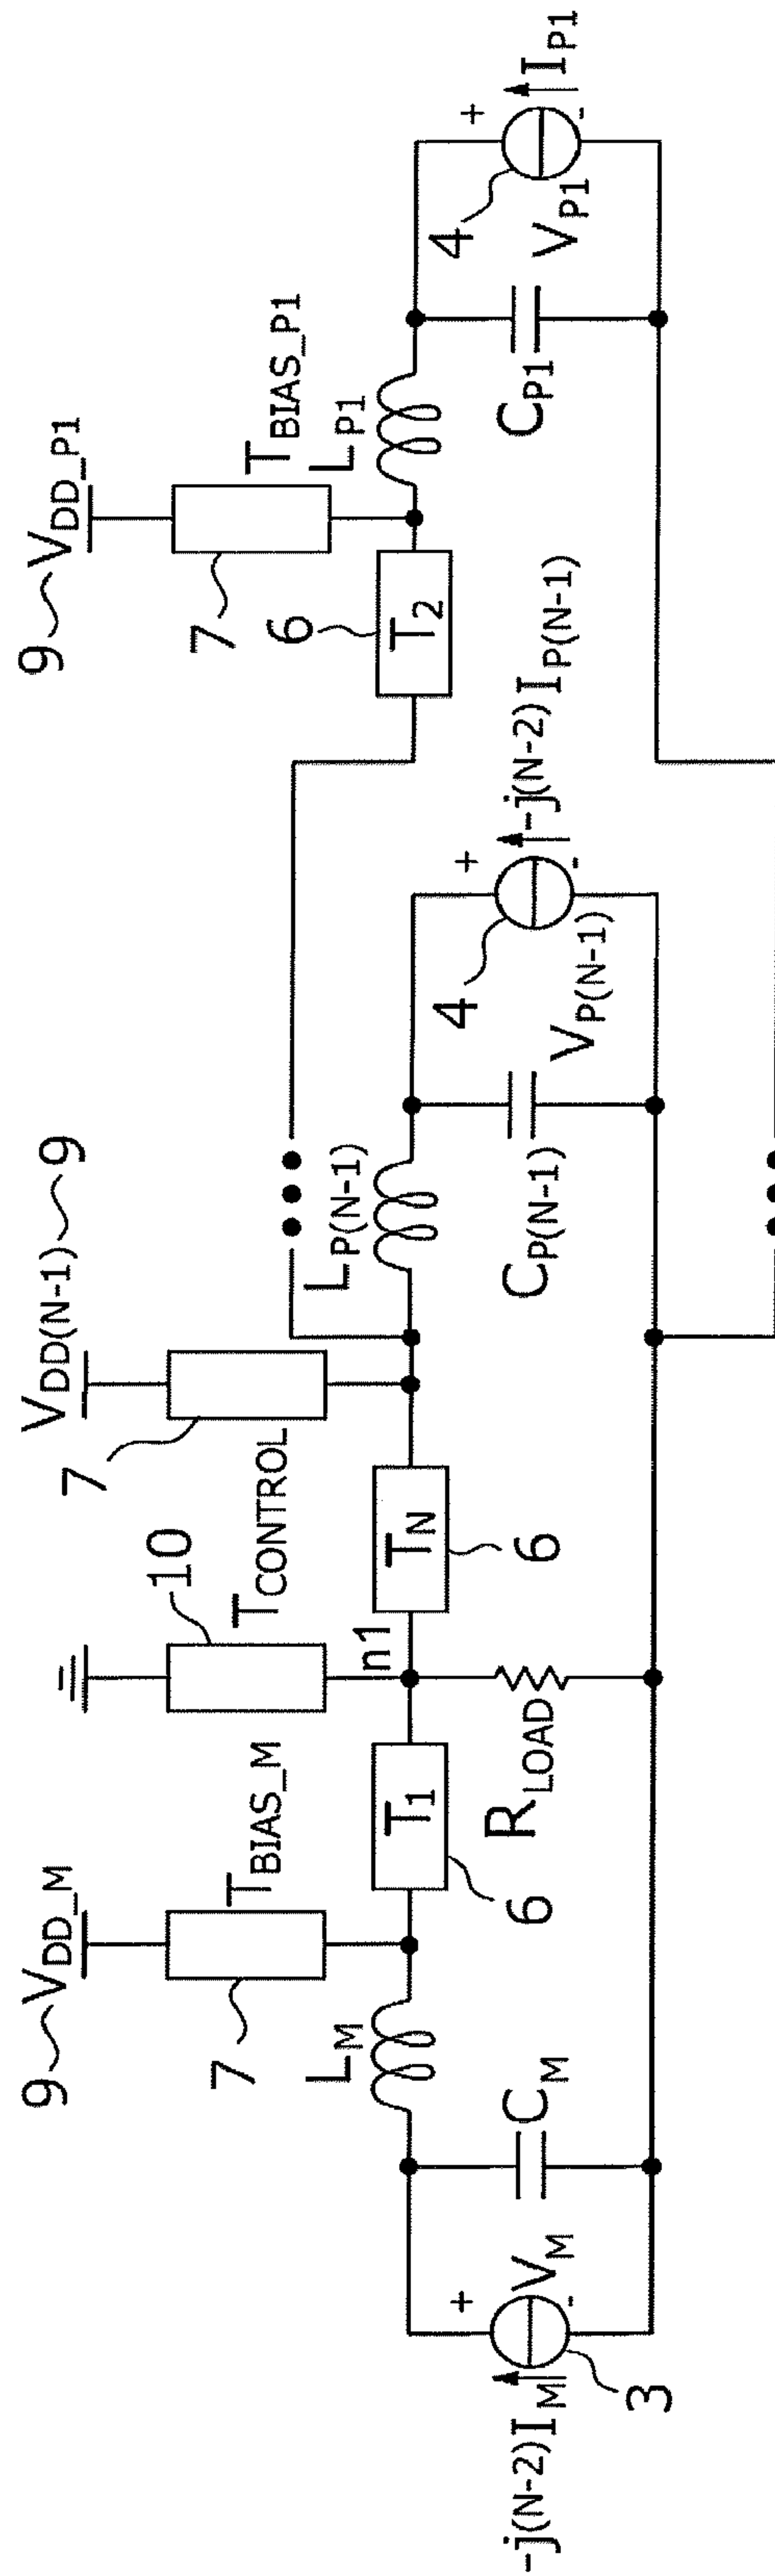 9 V_DD_M
7
T_BIAS_M
10
T_CONTROL
7
V_DD(N-1) 9
9 V_DD_P1
7
T_BIAS_P1
L_M
T_1
6
n1
T_N
6
L_P(N-1)
6
T_2
L_P1
-j(N-2)I_M
3
+
-
V_M
C_M
R_LOAD
C_P(N-1)
V_P(N-1)
4
+
-
-j(N-2)I_P(N-1)
C_P1
V_P1
4
+
-
I_P1